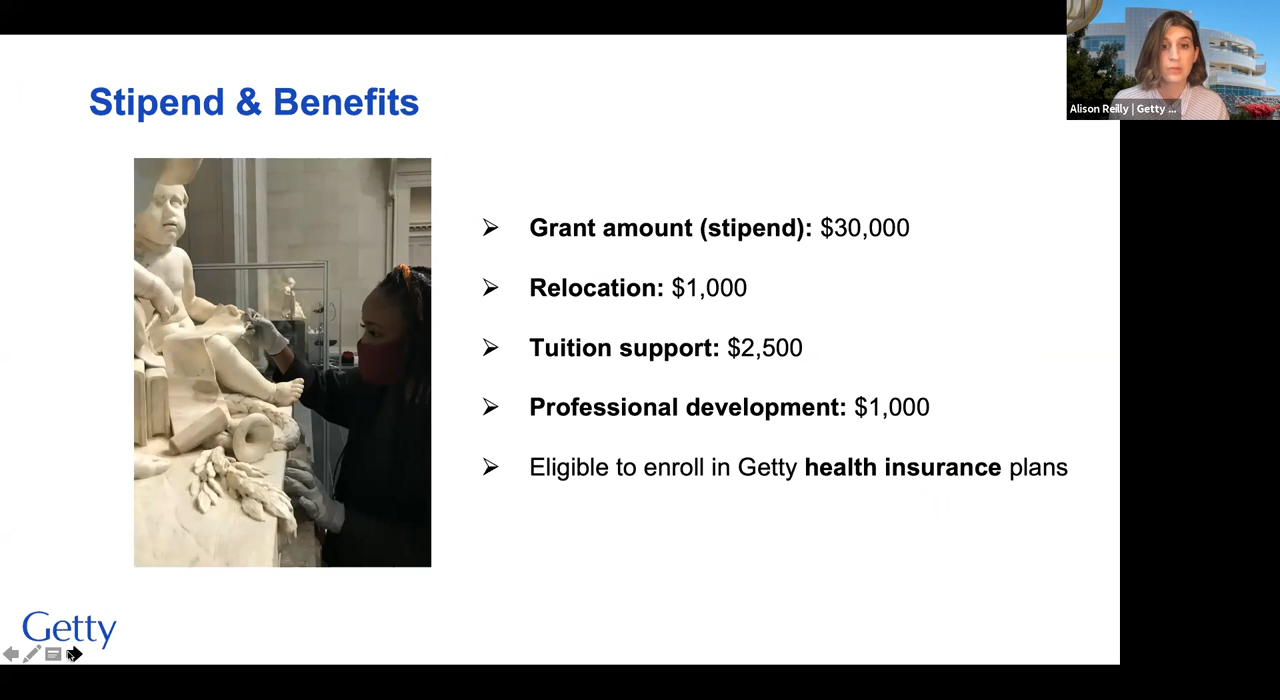 Stipend & Benefits
Alison Reilly | Getty ...
➢ Grant amount (stipend): $30,000
➢ Relocation: $1,000
➢ Tuition support: $2,500
➢ Professional development: $1,000
➢ Eligible to enroll in Getty health insurance plans
Getty